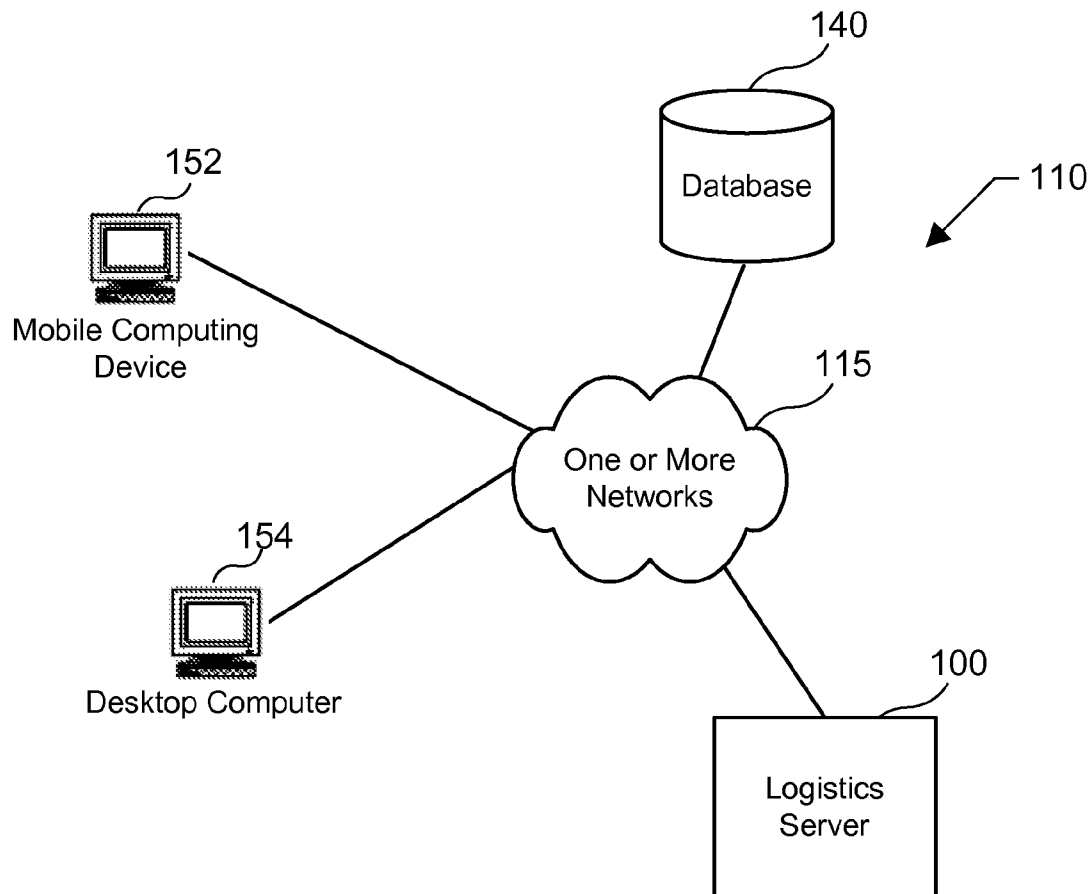 140
Database
110
152
Mobile Computing
Device
115
One or More
Networks
154
Desktop Computer
100
Logistics
Server